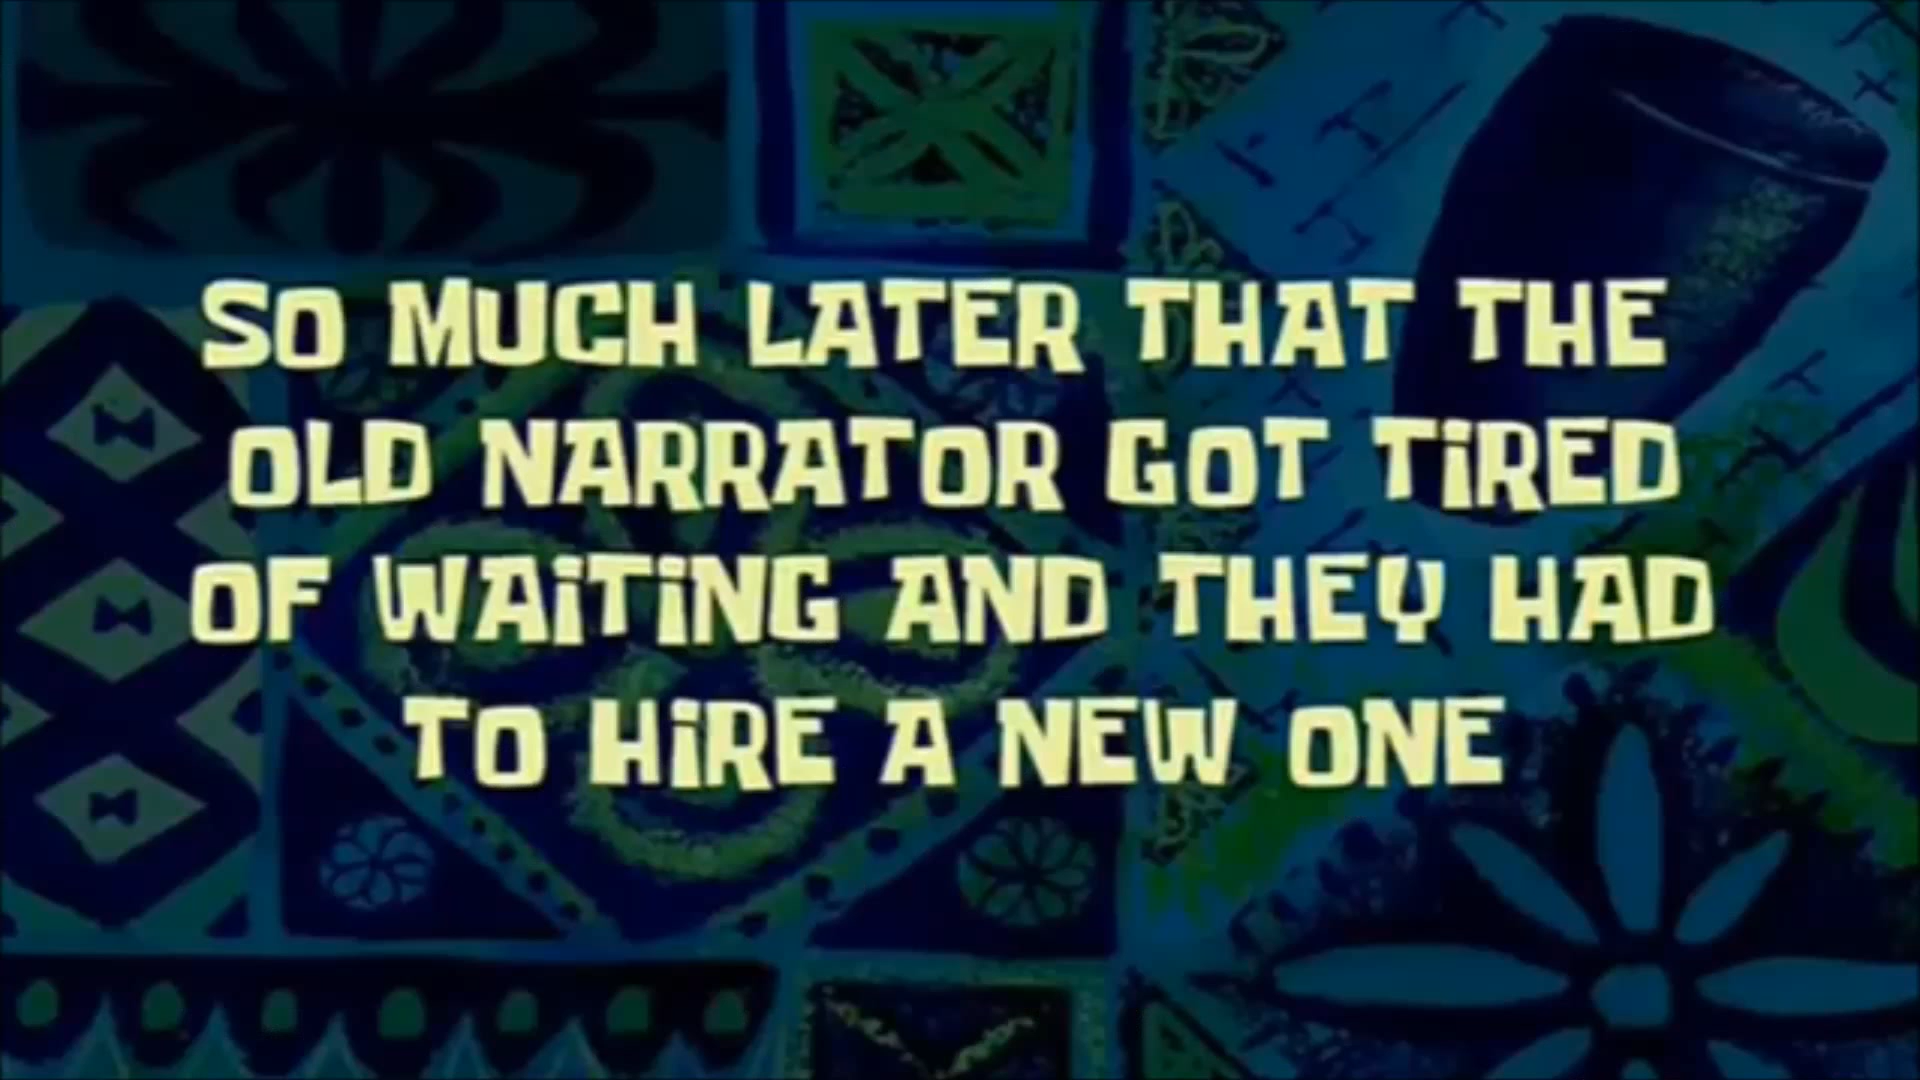 SO MUCH LATER THAT THE
OLD NARRATOR GOT TiRED
OF WAiTiNG AND THEY HAD
TO HiRE A NEW ONE